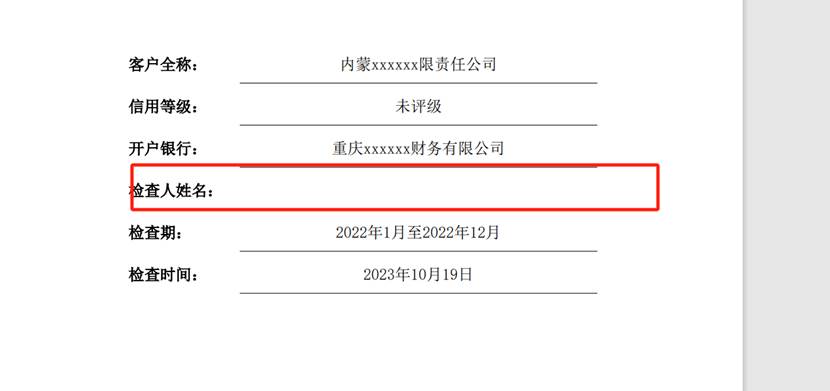 客户全称： 内蒙xxxxxx限责任公司
信用等级： 未评级
开户银行： 重庆xxxxxx财务有限公司
检查人姓名：
检查期： 2022年1月至2022年12月
检查时间： 2023年10月19日